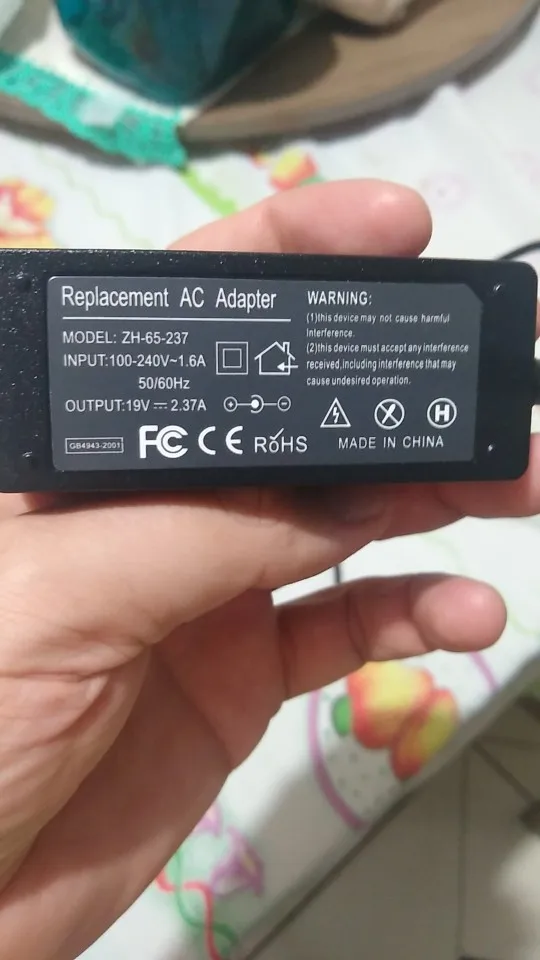 Replacement AC Adapter
MODEL: ZH-65-237
INPUT:100-240V~1.6A
50/60Hz
OUTPUT:19V⎓2.37A
GB4943-2001
FC CE RoHS
WARNING:
(1)this device may not cause harmful
Interference.
(2)this device must accept any interference
received,including interference that may
cause undesired operation.
H
MADE IN CHINA